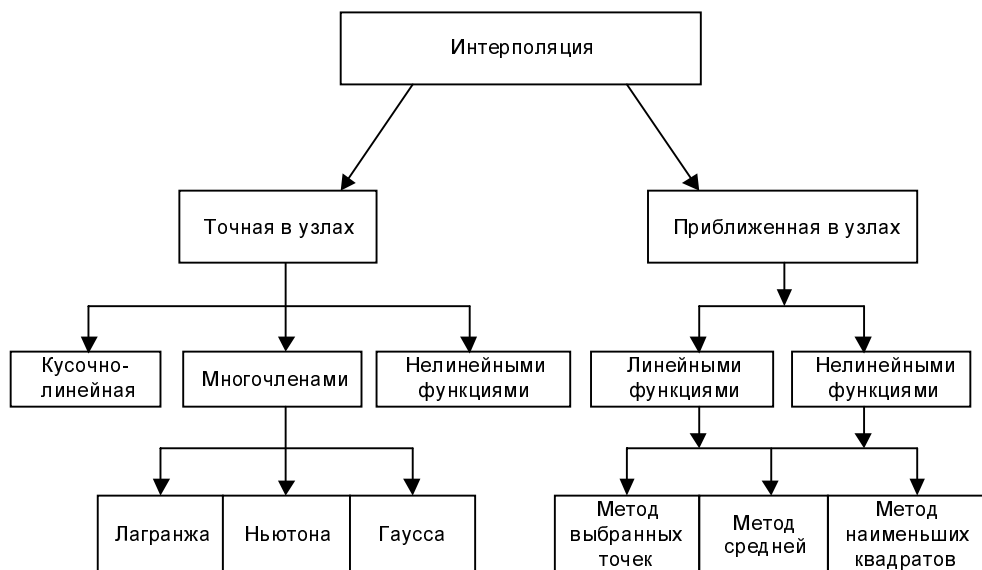 Интерполяция
Точная в узлах
Приближенная в узлах
Кусочно-
линейная
Многочленами
Нелинейными
функциями
Линейными
функциями
Нелинейными
функциями
Лагранжа
Ньютона
Гаусса
Метод
выбранных
точек
Метод
средней
Метод
наименьших
квадратов